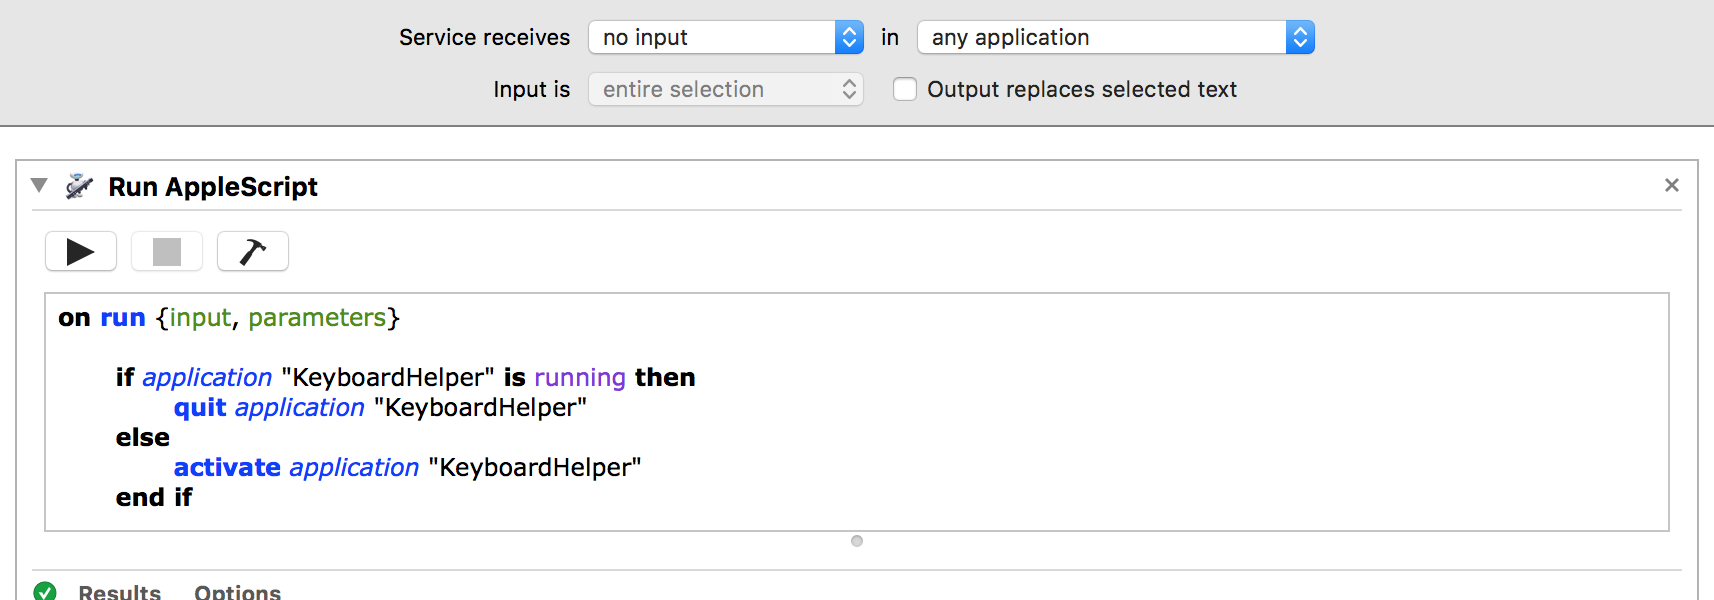 Service receives no input in any application
Input is entire selection Output replaces selected text
Run AppleScript
on run {input, parameters}
if application "KeyboardHelper" is running then
quit application "KeyboardHelper"
else
activate application "KeyboardHelper"
end if
Results Options